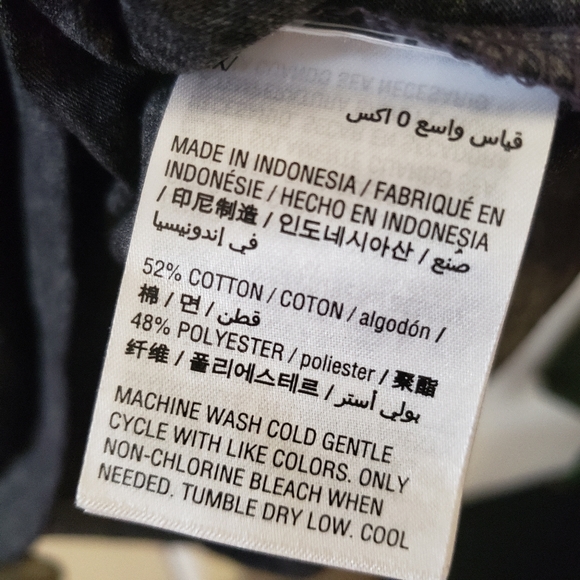 قياس واسع 0 اكس
MADE IN INDONESIA / FABRIQUÉ EN
INDONÉSIE / HECHO EN INDONESIA
/ 印尼制造 / 인도네시아산 / صُنع
في إندونيسيا
52% COTTON / COTON / algodón /
棉 / 면 / قطن
48% POLYESTER / poliester / 聚酯
纤维 / 폴리에스테르 / بولي أستر
MACHINE WASH COLD GENTLE
CYCLE WITH LIKE COLORS. ONLY
NON-CHLORINE BLEACH WHEN
NEEDED. TUMBLE DRY LOW. COOL